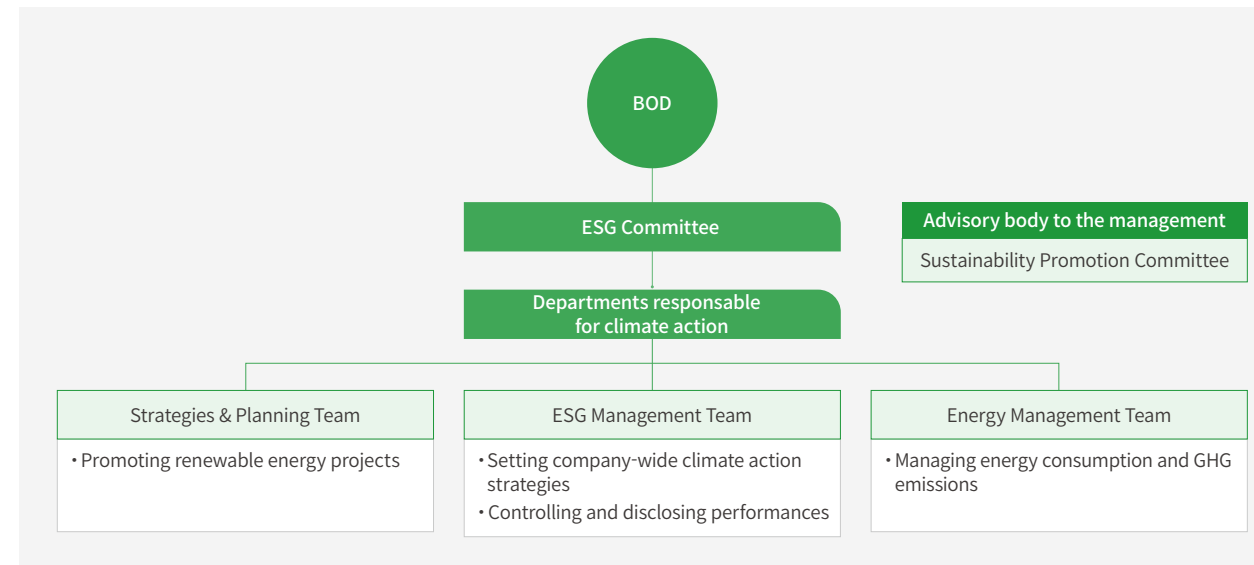 BOD
ESG Committee
Advisory body to the management
Sustainability Promotion Committee
Departments responsable
for climate action
Strategies & Planning Team
• Promoting renewable energy projects
ESG Management Team
• Setting company-wide climate action
strategies
• Controlling and disclosing performances
Energy Management Team
• Managing energy consumption and GHG
emissions